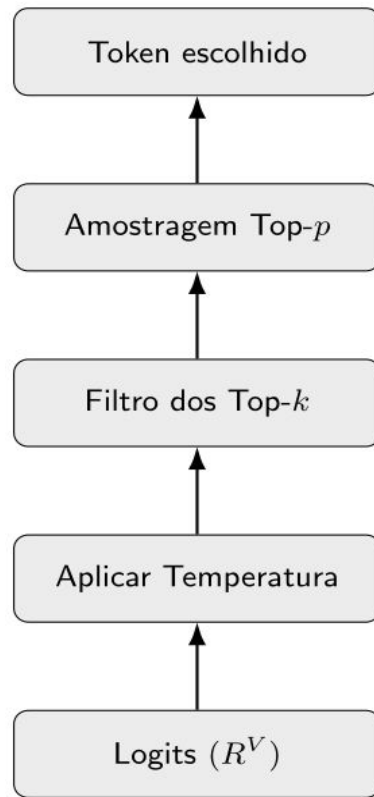 Token escolhido
Amostragem Top-p
Filtro dos Top-k
Aplicar Temperatura
Logits (R^V)